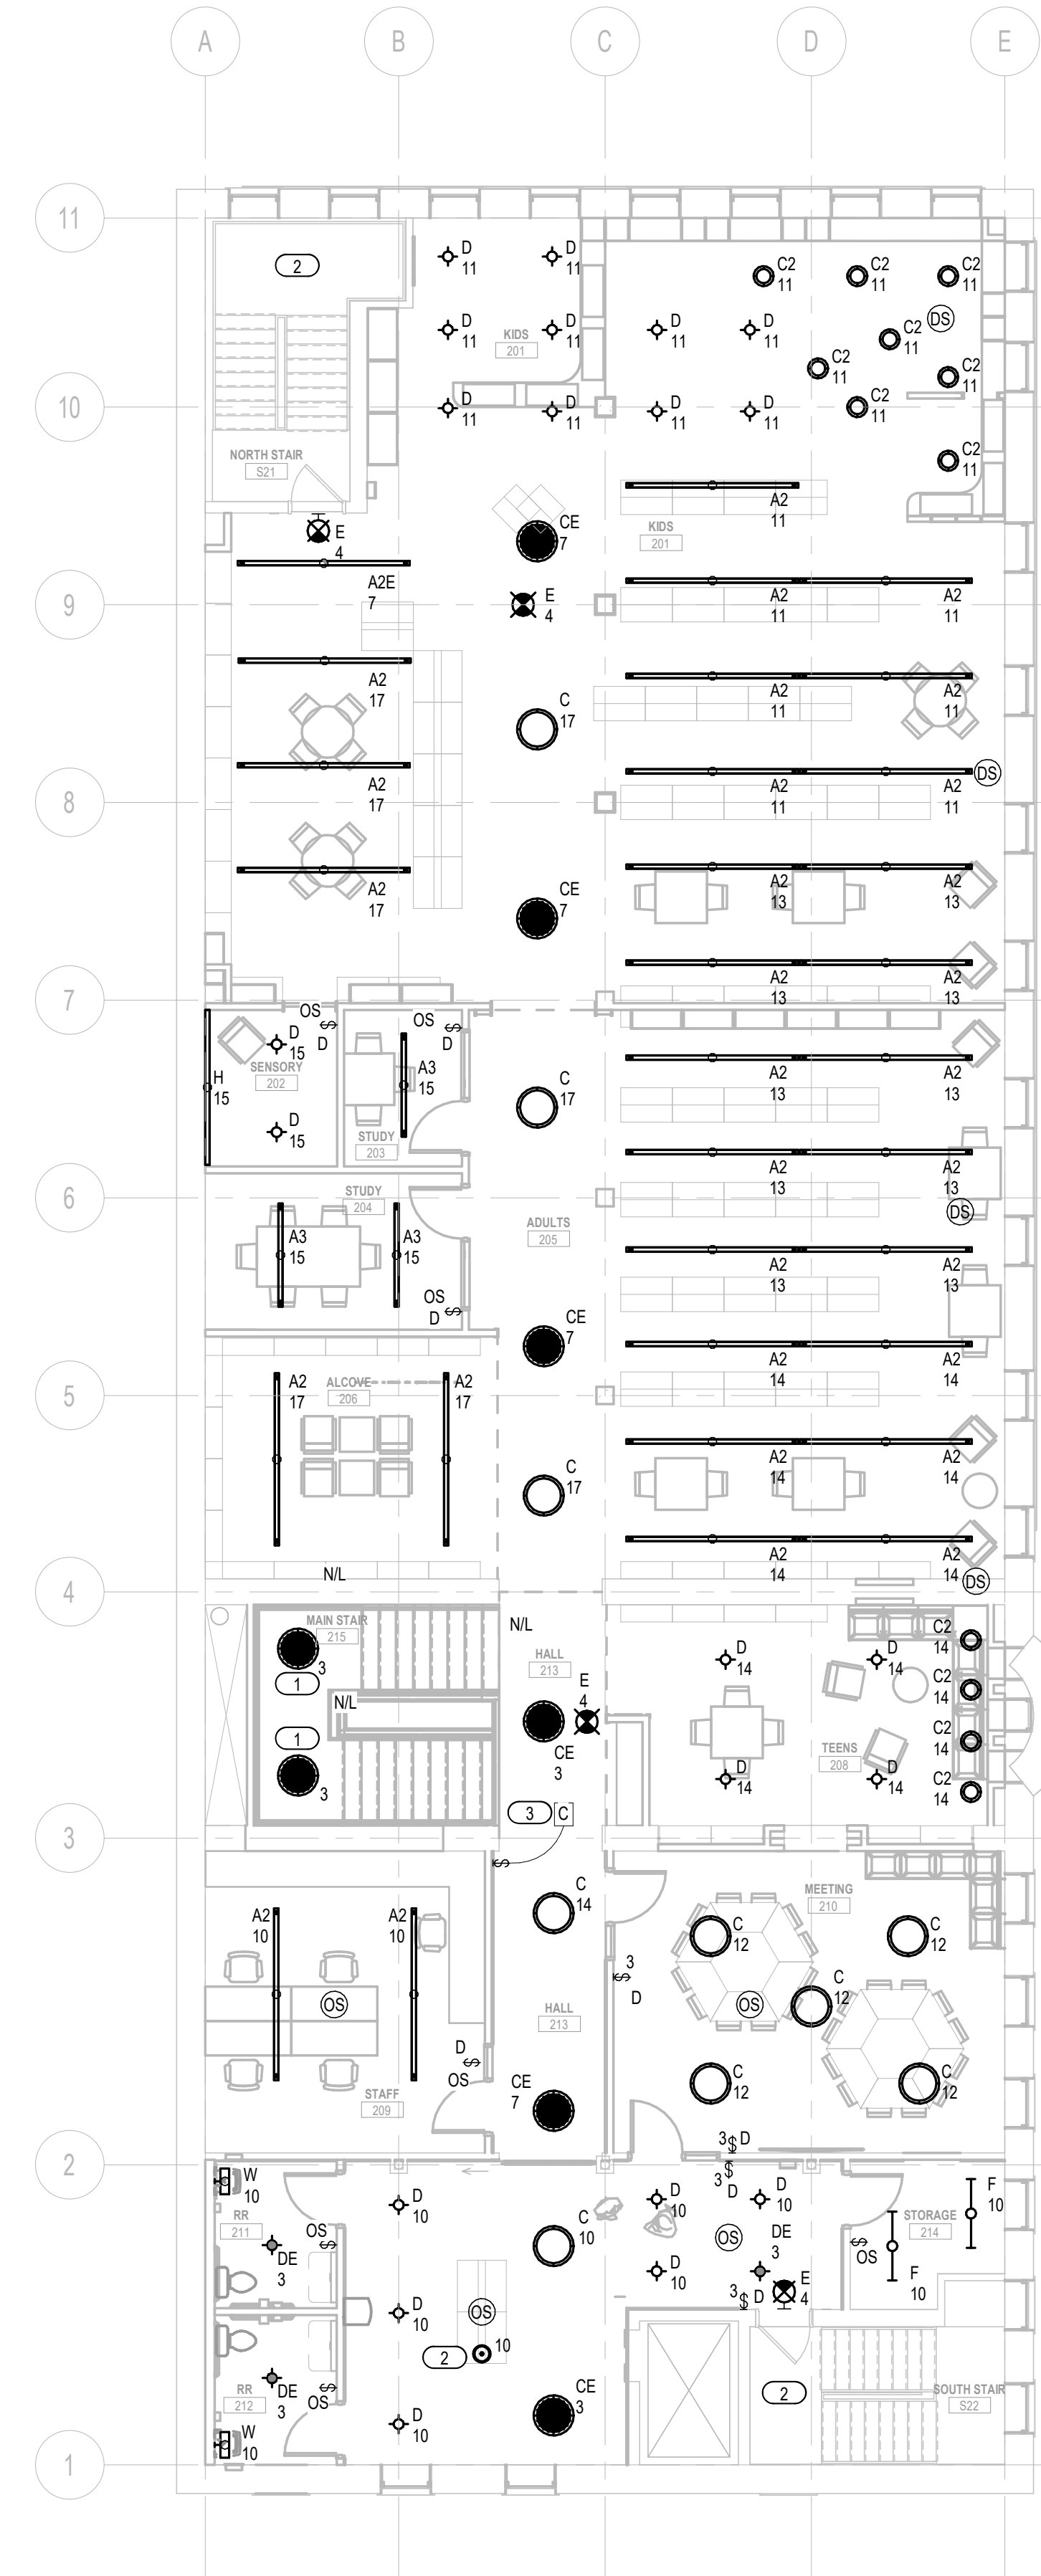 A
B
C
D
E
11
2
D
11
D
11
C2
11
C2
11
C2
11
DS
D
11
D
11
D
11
D
11
C2
11
KIDS
201
C2
11
C2
11
10
D
11
D
11
D
11
D
11
C2
11
NORTH STAIR
S21
C2
11
A2
11
E
4
CE
7
KIDS
201
A2E
7
9
E
4
A2
11
A2
11
A2
17
A2
11
A2
11
C
17
A2
17
A2
11
A2
11
DS
8
A2
17
A2
13
A2
13
CE
7
7
A2
13
A2
13
OS
$
D
D
15
OS
$
D
SENSORY
202
H
15
A3
15
A2
13
A2
13
C
17
D
15
STUDY
203
A2
13
A2
13
6
STUDY
204
DS
ADULTS
205
A3
15
A3
15
A2
13
A2
13
OS
$
D
CE
7
A2
14
A2
14
5
A2
17
ALCOVE
206
A2
17
A2
14
A2
14
C
17
N/L
A2
14
A2
14
DS
4
MAIN STAIR
215
3
1
N/L
HALL
213
D
14
D
14
C2
14
C2
14
N/L
E
4
CE
3
1
3
C2
14
TEENS
208
D
14
D
14
C2
14
3
C
3
$
C
14
MEETING
210
A2
10
A2
10
C
12
C
12
3
$
D
C
12
OS
OS
HALL
213
D
$
OS
STAFF
209
CE
7
C
12
C
12
3
$
D
2
3
$
D
W
10
RR
211
OS
$
DE
3
D
10
C
10
D
10
D
10
OS
DE
3
D
10
E
4
3
$
D
F
10
STORAGE
214
$
OS
F
10
D
10
OS
2
10
RR
212
DE
3
OS
$
W
10
D
10
CE
3
2
SOUTH STAIR
S22
1